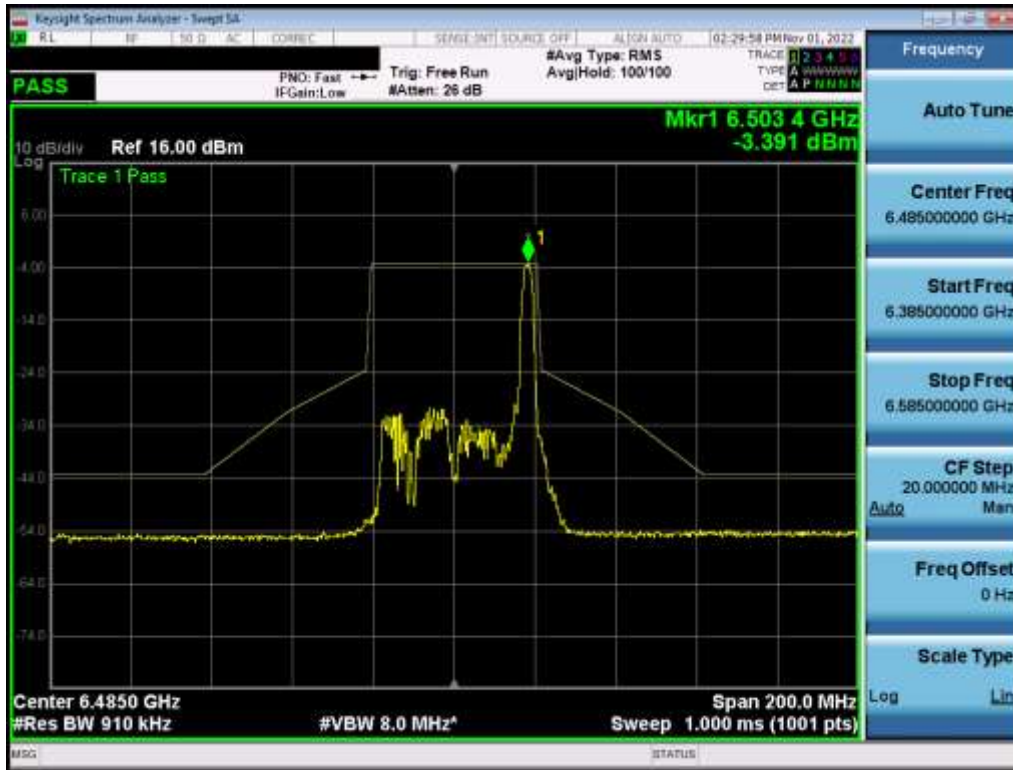 Keysight Spectrum Analyzer - Swept SA
RL RF 50 Ω AC CORREC SENSE:INT SOURCE OFF ALIGN AUTO 02:29:58 PM Nov 01, 2022
#Avg Type: RMS
Avg|Hold: 100/100
TRACE 1 2 3 4 5 6
TYPE A WWWWW
DET A P N N N N
PASS
PNO: Fast
IFGain:Low
Trig: Free Run
#Atten: 26 dB
Mkr1 6.503 4 GHz
-3.391 dBm
10 dB/div
Log
Ref 16.00 dBm
Trace 1 Pass
1
6.00
-4.00
-14.0
-24.0
-34.0
-44.0
-54.0
-64.0
-74.0
Center 6.4850 GHz
#Res BW 910 kHz
#VBW 8.0 MHz*
Span 200.0 MHz
Sweep 1.000 ms (1001 pts)
MSG
STATUS
Frequency
Auto Tune
Center Freq
6.485000000 GHz
Start Freq
6.385000000 GHz
Stop Freq
6.585000000 GHz
CF Step
20.000000 MHz
Auto Man
Freq Offset
0 Hz
Scale Type
Log Lin